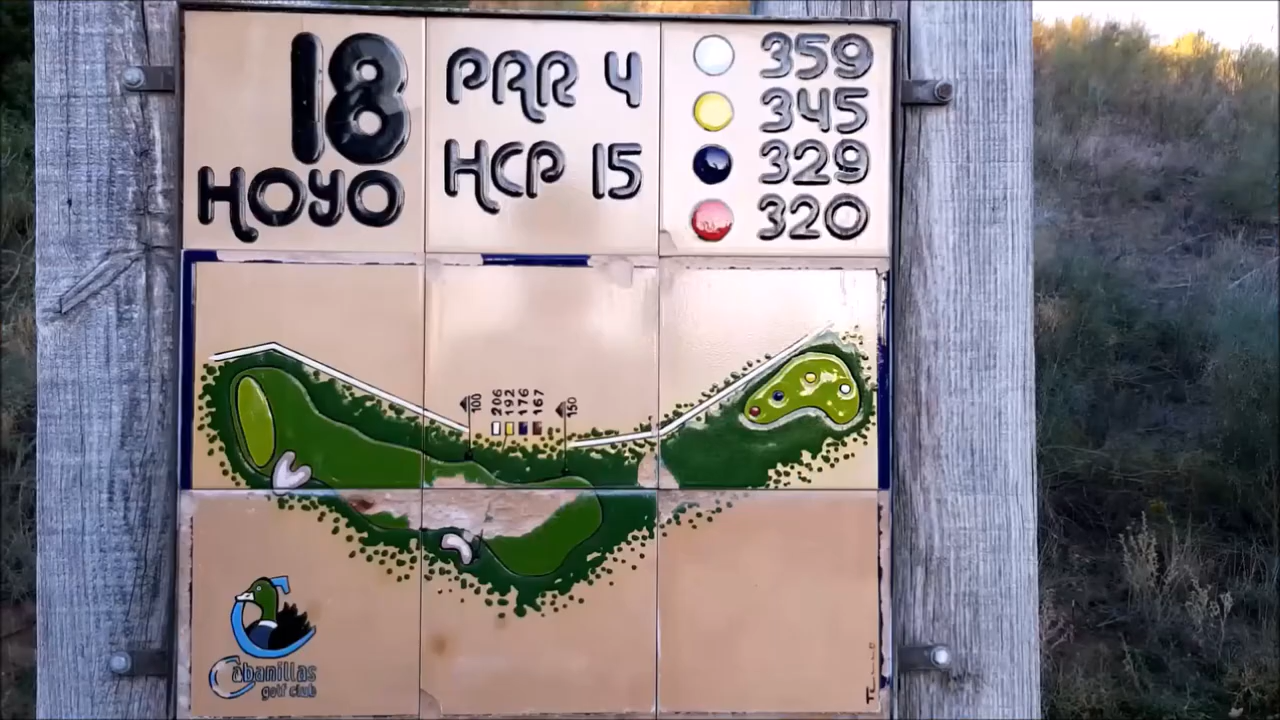 18
HOYO
PAR 4
HCP 15
359
345
329
320
100
206
192
176
167
150
Cabanillas
golf club